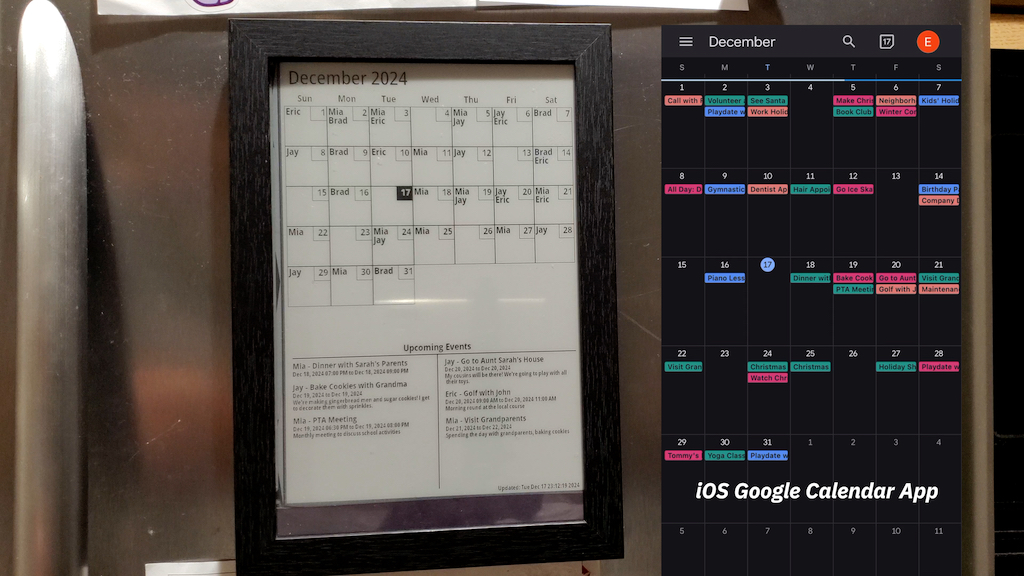 December 2024
Sun Mon Tue Wed Thu Fri Sat
Eric 1 Mia Brad 2 Mia Eric 3 4 Mia Jay 5 Jay Eric 6 Brad 7
Jay 8 Brad 9 Eric 10 Mia 11 Jay 12 13 Brad Eric 14
15 Brad 16 17 Mia 18 Mia Jay 19 Jay Eric 20 Mia Eric 21
Mia 22 23 Mia Jay 24 Mia 25 26 Mia 27 Jay 28
Jay 29 Mia 30 Brad 31
Upcoming Events
Mia - Dinner with Sarah's Parents
Dec 18, 2024 07:00 PM to Dec 18, 2024 09:00 PM
Jay - Bake Cookies with Grandma
Dec 19, 2024 to Dec 19, 2024
We're making gingerbread men and sugar cookies! I get
to decorate them with sprinkles.
Mia - PTA Meeting
Dec 19, 2024 06:30 PM to Dec 19, 2024 08:00 PM
Monthly meeting to discuss school activities
Jay - Go to Aunt Sarah's House
Dec 20, 2024 to Dec 20, 2024
My cousins will be there! We're going to play with all
their toys.
Eric - Golf with John
Dec 20, 2024 09:00 AM to Dec 20, 2024 11:00 AM
Morning round at the local course
Mia - Visit Grandparents
Dec 21, 2024 to Dec 22, 2024
Spending the day with grandparents, baking cookies
Updated: Tue Dec 17 23:12:19 2024
December 17 E
S M T W T F S
1 2 3 4 5 6 7
Call with Volunteer See Santa Make Chri Neighborh Kids' Holid
Playdate w Work Holid Book Club Winter Cor
8 9 10 11 12 13 14
All Day: D Gymnastic Dentist Ap Hair Appoi Go Ice Ska Birthday P
Company D
15 16 17 18 19 20 21
Piano Less Dinner wit Bake Cook Go to Aunt Visit Grand
PTA Meetin Golf with J Maintenan
22 23 24 25 26 27 28
Visit Gran Christmas Christmas Holiday Sh Playdate w
Watch Chr
29 30 31 1 2 3 4
Tommy's Yoga Class Playdate w
iOS Google Calendar App
5 6 7 8 9 10 11